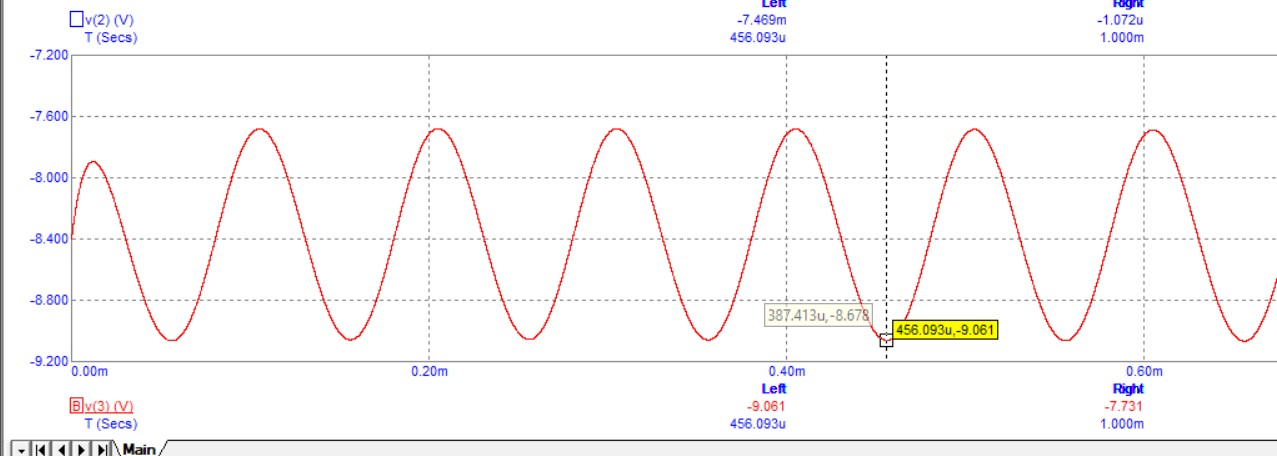 Left Right
v(2) (V) -7.469m -1.072u
T (Secs) 456.093u 1.000m
-7.200
-7.600
-8.000
-8.400
-8.800
387.413u,-8.678
456.093u,-9.061
-9.200
0.00m 0.20m 0.40m 0.60m
Left Right
B v(3) (V) -9.061 -7.731
T (Secs) 456.093u 1.000m
Main